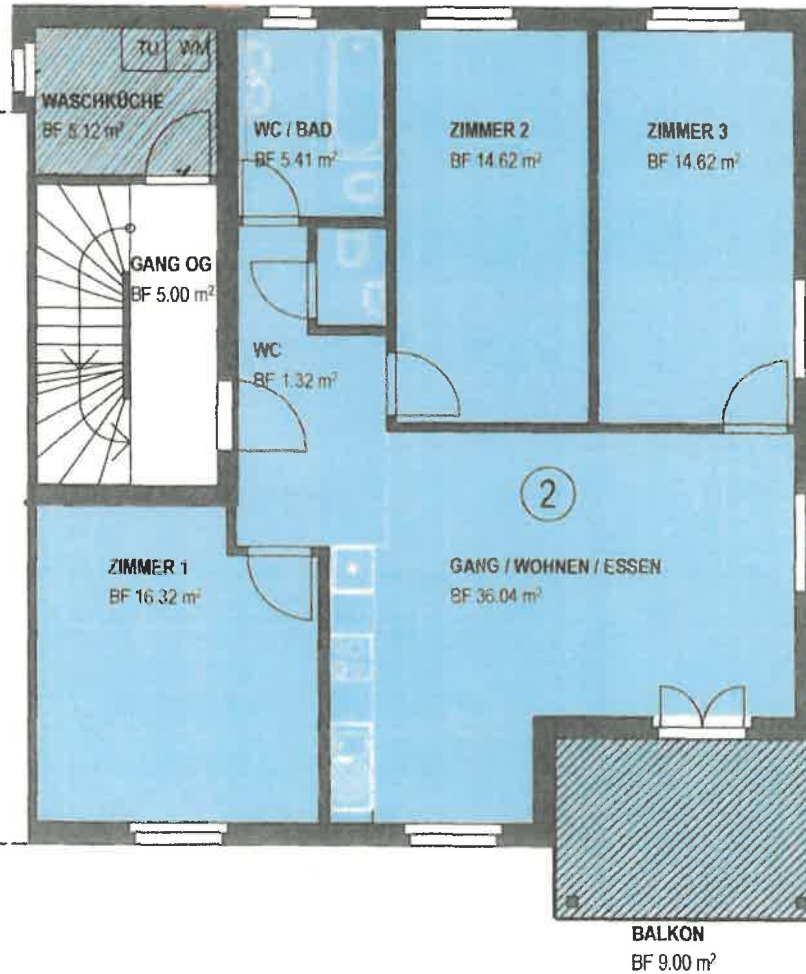 TU WM
WASCHKÜCHE
BF 5.12 m²
WC / BAD
BF 5.41 m²
ZIMMER 2
BF 14.62 m²
ZIMMER 3
BF 14.62 m²
GANG OG
BF 5.00 m²
WC
BF 1.32 m²
2
ZIMMER 1
BF 16.32 m²
GANG / WOHNEN / ESSEN
BF 36.04 m²
BALKON
BF 9.00 m²